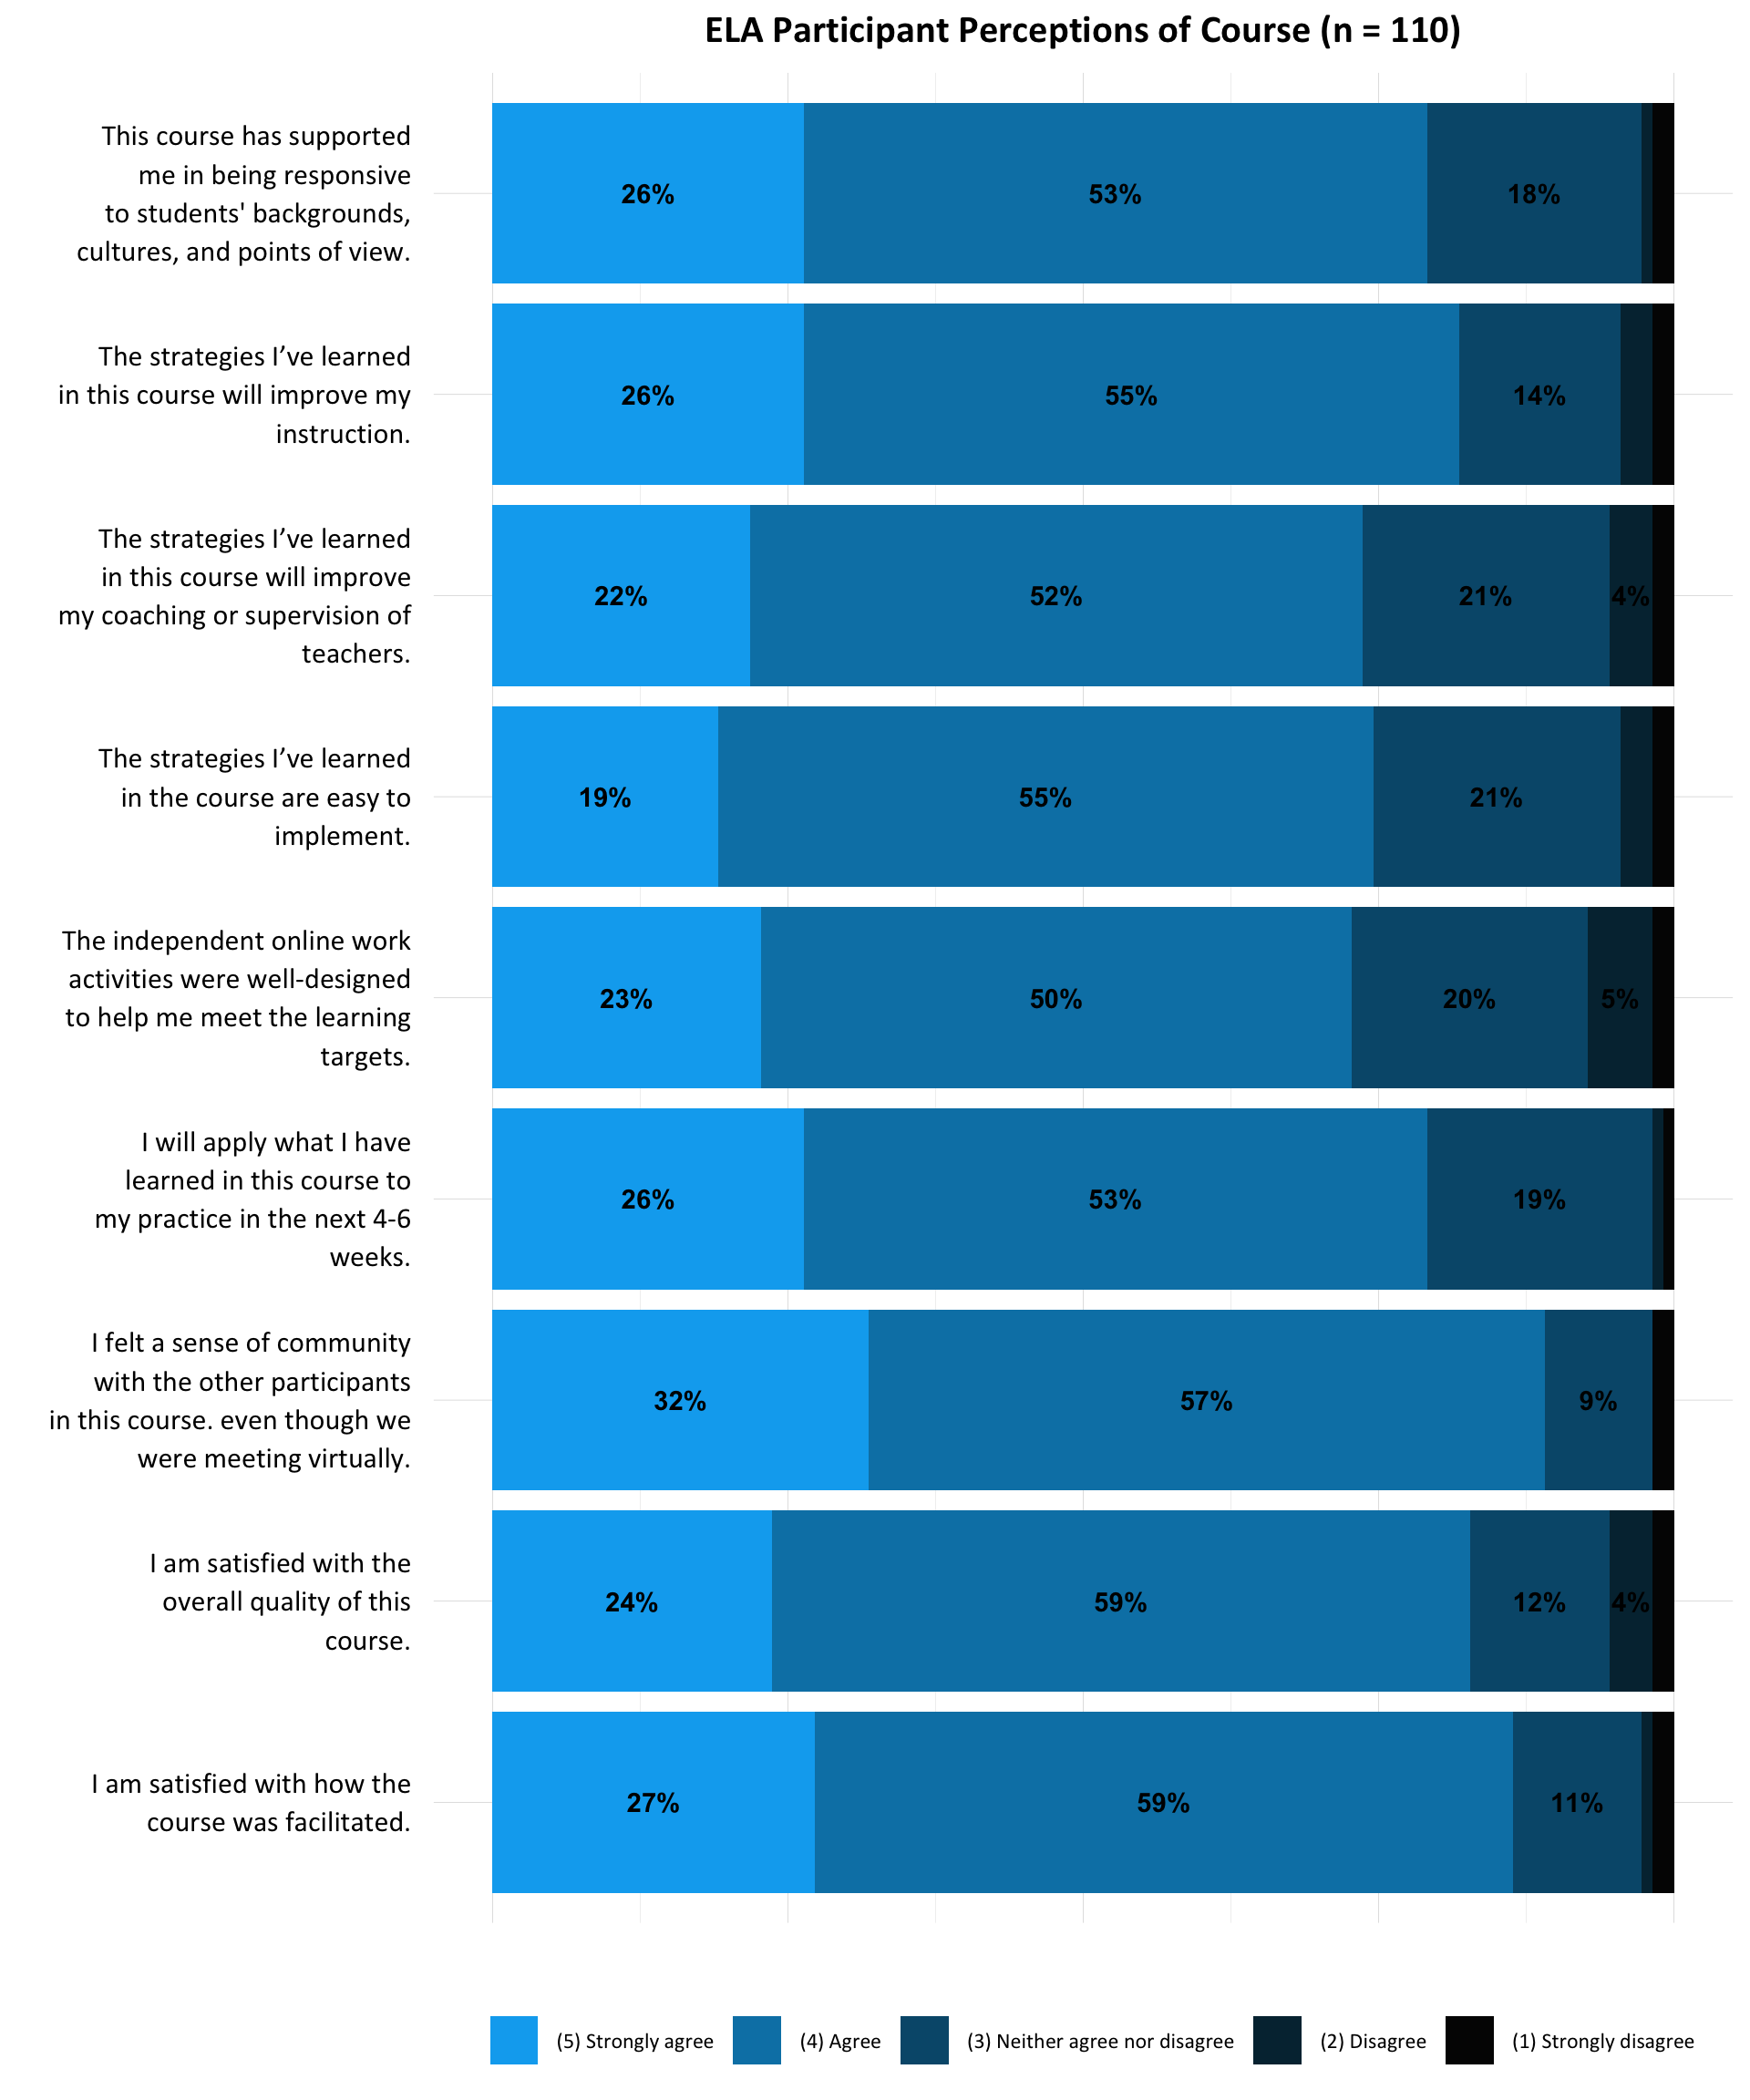 ELA Participant Perceptions of Course (n = 110)
This course has supported
me in being responsive
to students' backgrounds,
cultures, and points of view.
26% 53% 18%
The strategies I’ve learned
in this course will improve my
instruction.
26% 55% 14%
The strategies I’ve learned
in this course will improve
my coaching or supervision of
teachers.
22% 52% 21% 4%
The strategies I’ve learned
in the course are easy to
implement.
19% 55% 21%
The independent online work
activities were well-designed
to help me meet the learning
targets.
23% 50% 20% 5%
I will apply what I have
learned in this course to
my practice in the next 4-6
weeks.
26% 53% 19%
I felt a sense of community
with the other participants
in this course. even though we
were meeting virtually.
32% 57% 9%
I am satisfied with the
overall quality of this
course.
24% 59% 12% 4%
I am satisfied with how the
course was facilitated.
27% 59% 11%
(5) Strongly agree (4) Agree (3) Neither agree nor disagree (2) Disagree (1) Strongly disagree